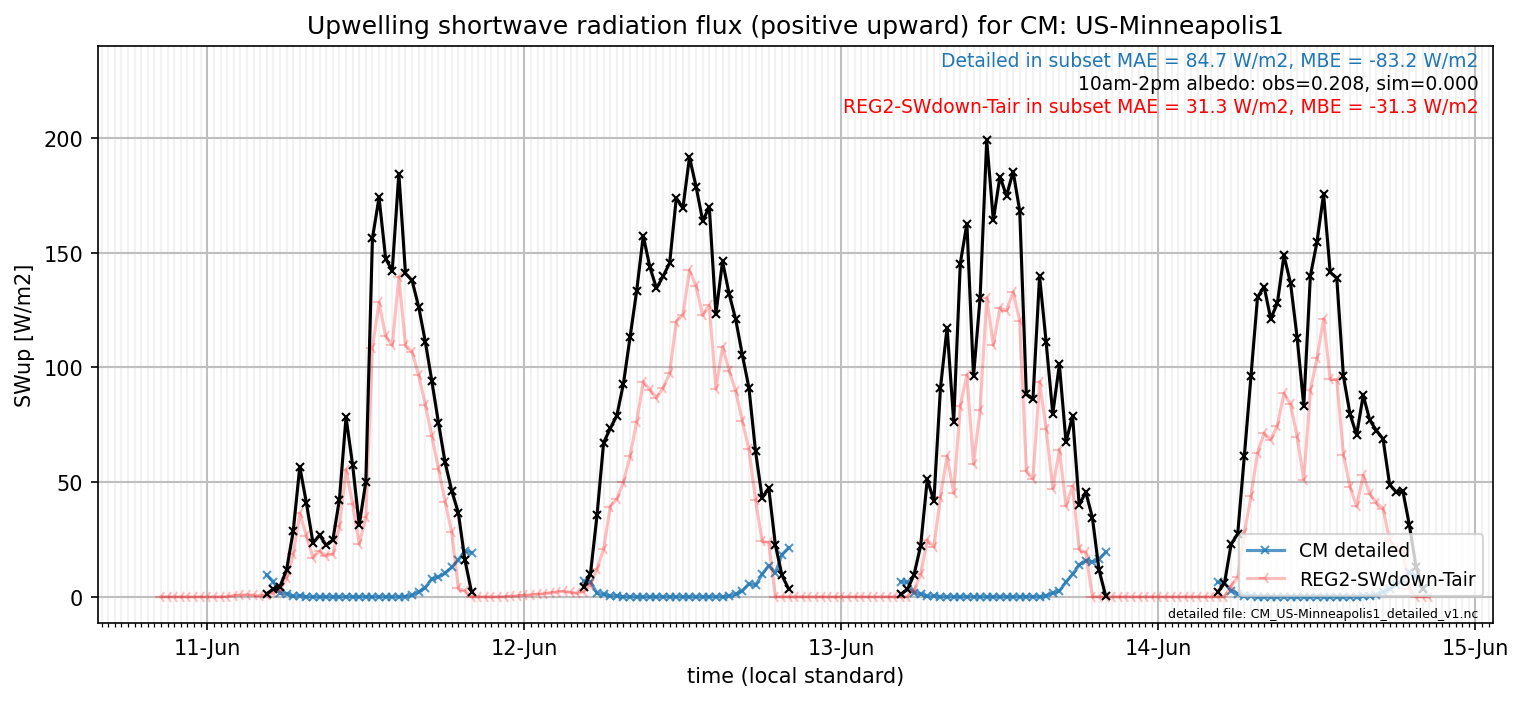 Upwelling shortwave radiation flux (positive upward) for CM: US-Minneapolis1
Detailed in subset MAE = 84.7 W/m2, MBE = -83.2 W/m2
10am-2pm albedo: obs=0.208, sim=0.000
REG2-SWdown-Tair in subset MAE = 31.3 W/m2, MBE = -31.3 W/m2
SWup [W/m2]
200
150
100
50
0
CM detailed
REG2-SWdown-Tair
detailed file: CM_US-Minneapolis1_detailed_v1.nc
11-Jun
12-Jun
13-Jun
14-Jun
15-Jun
time (local standard)